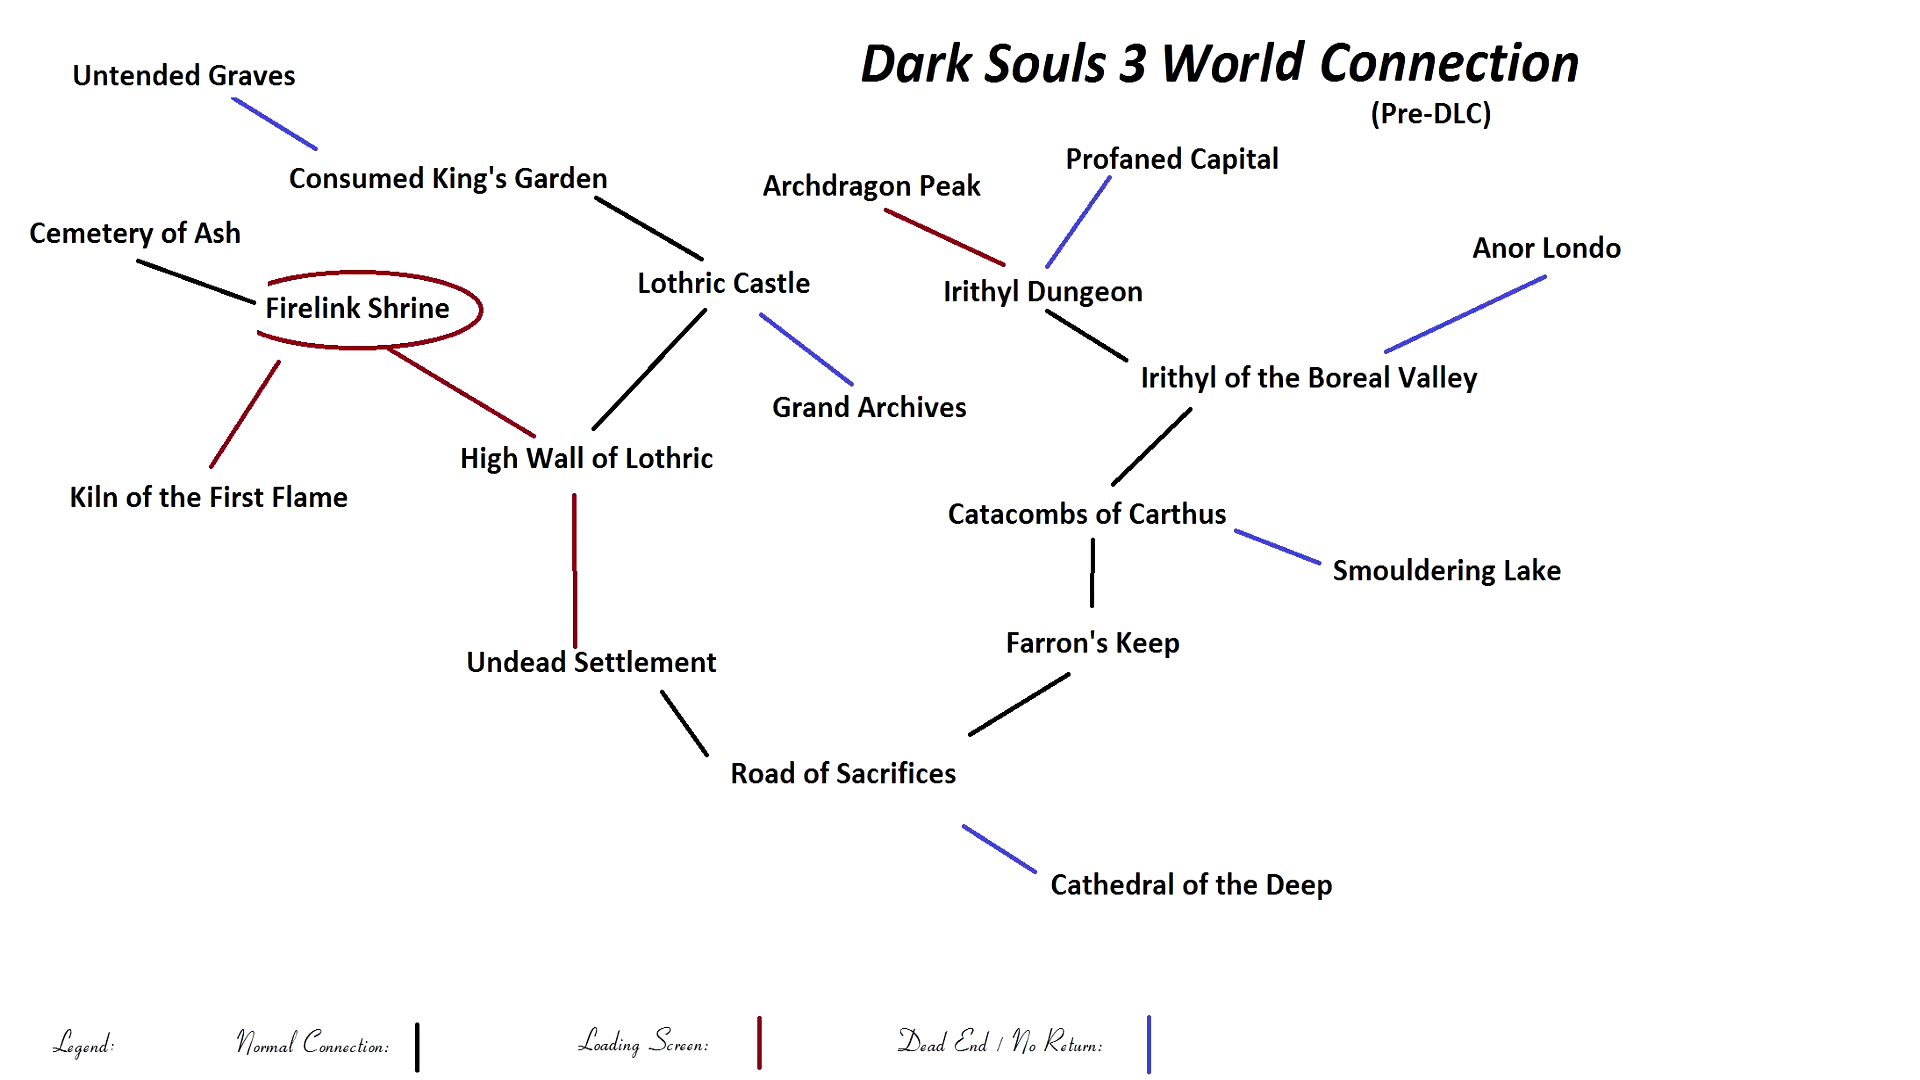 Dark Souls 3 World Connection
(Pre-DLC)
Untended Graves
Consumed King's Garden
Cemetery of Ash
Firelink Shrine
Kiln of the First Flame
Lothric Castle
Grand Archives
High Wall of Lothric
Undead Settlement
Road of Sacrifices
Cathedral of the Deep
Farron's Keep
Catacombs of Carthus
Smouldering Lake
Irithyl of the Boreal Valley
Anor Londo
Irithyl Dungeon
Archdragon Peak
Profaned Capital
Legend:
Normal Connection:
Loading Screen:
Dead End / No Return: